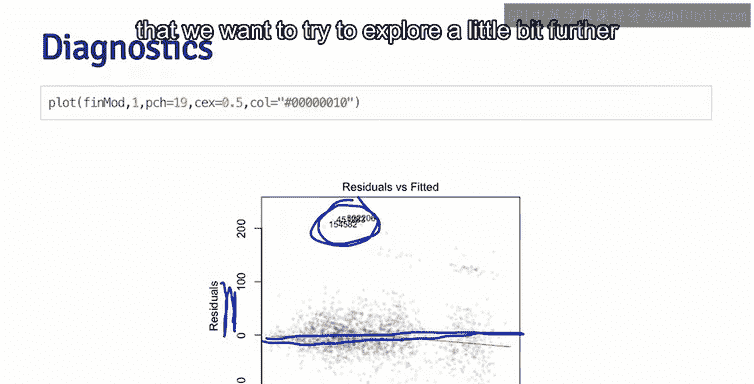 that we want to try to explore a little bit further
Diagnostics
plot(finMod,1,pch=19,cex=0.5,col="#00000010")
Residuals vs Fitted
154582
200
100
0
0
Residuals